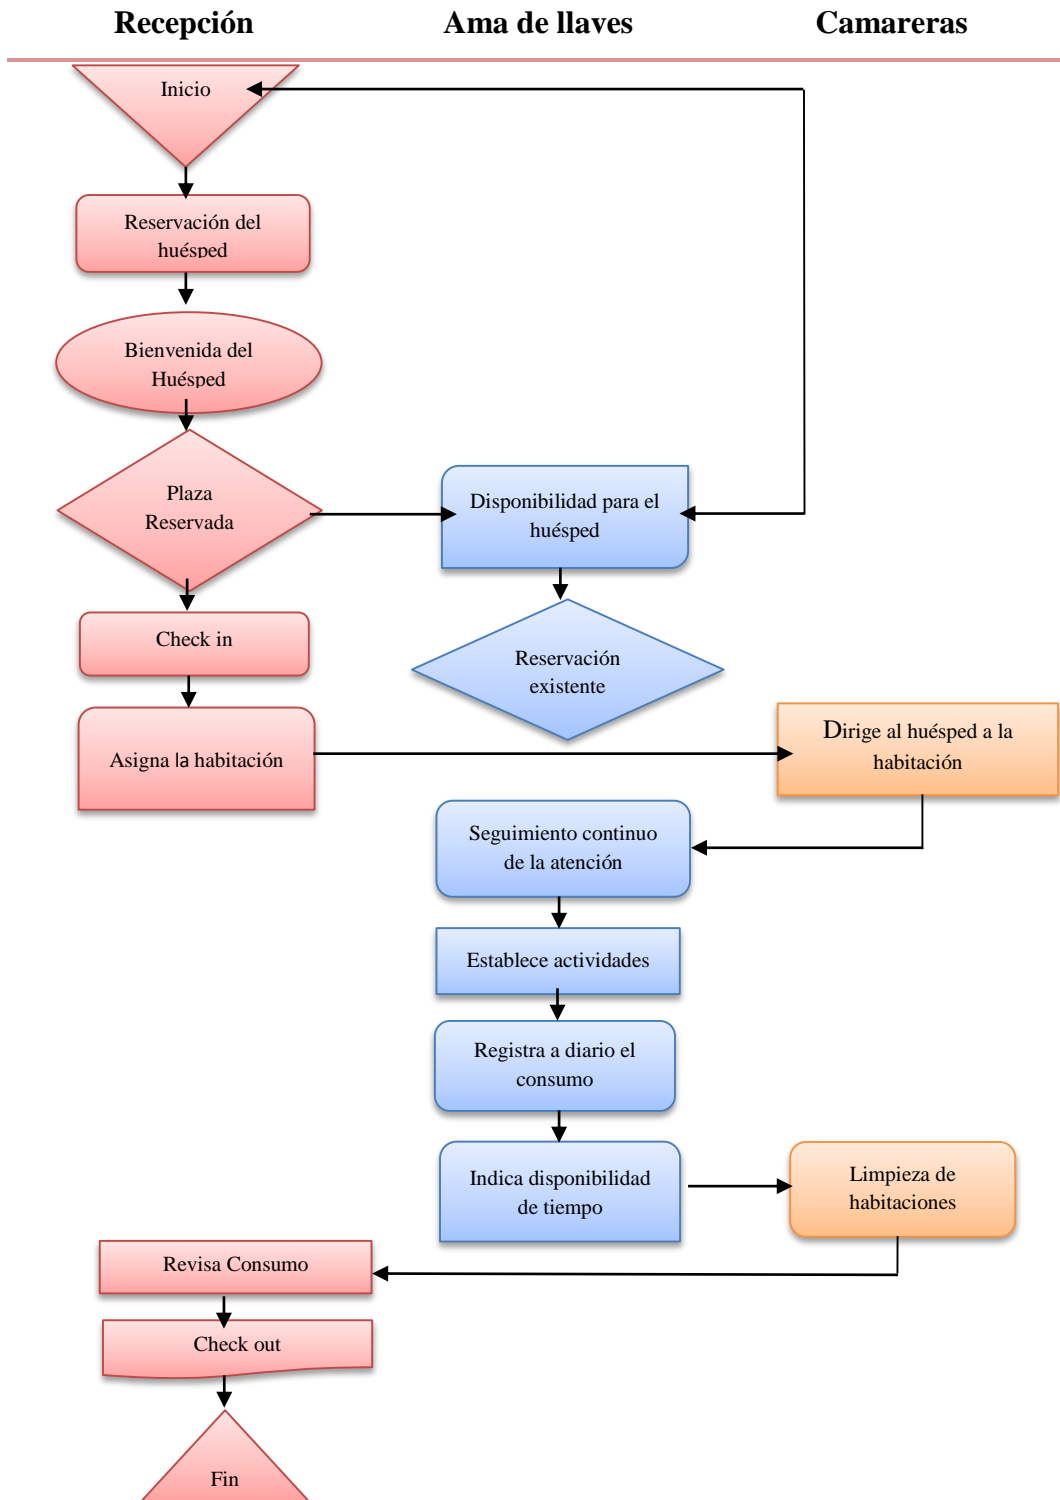 Recepción
Ama de llaves
Camareras
Inicio
Reservación del
huésped
Bienvenida del
Huésped
Plaza
Reservada
Disponibilidad para el
huésped
Check in
Reservación
existente
Asigna la habitación
Dirige al huésped a la
habitación
Seguimiento continuo
de la atención
Establece actividades
Registra a diario el
consumo
Indica disponibilidad
de tiempo
Limpieza de
habitaciones
Revisa Consumo
Check out
Fin